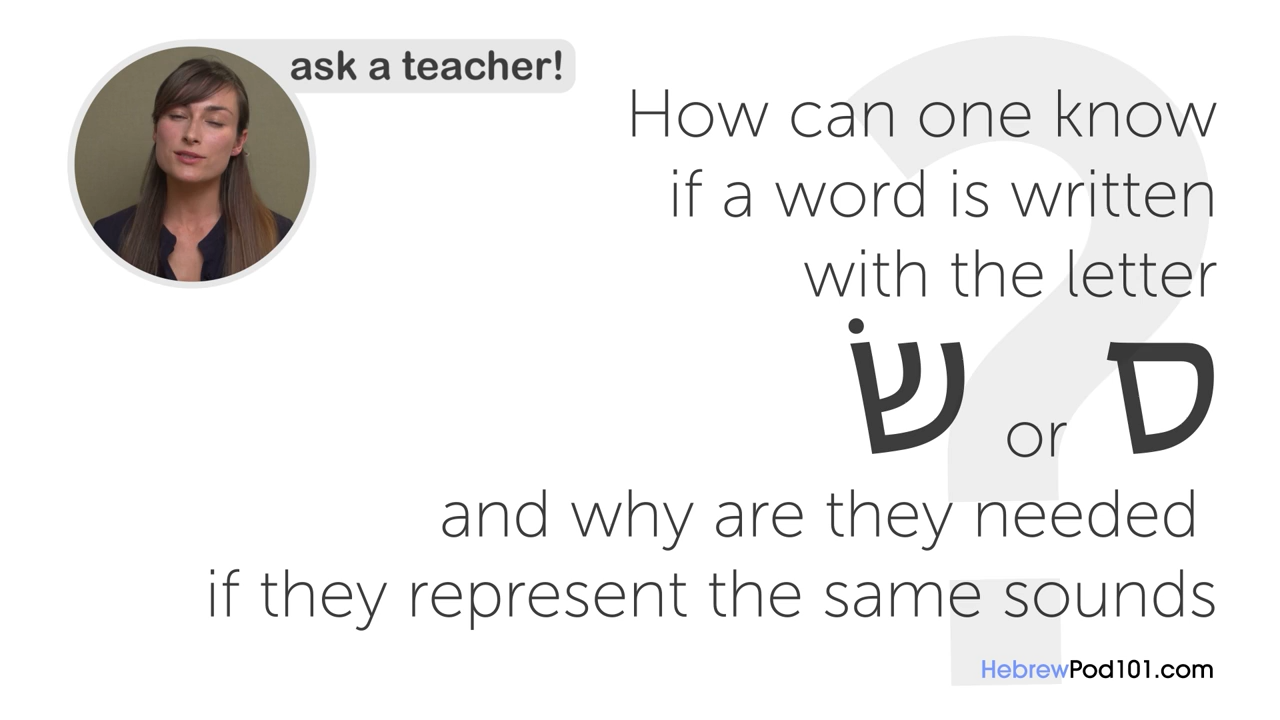 ask a teacher!
How can one know
if a word is written
with the letter
שׂ or ס
and why are they needed
if they represent the same sounds
HebrewPod101.com